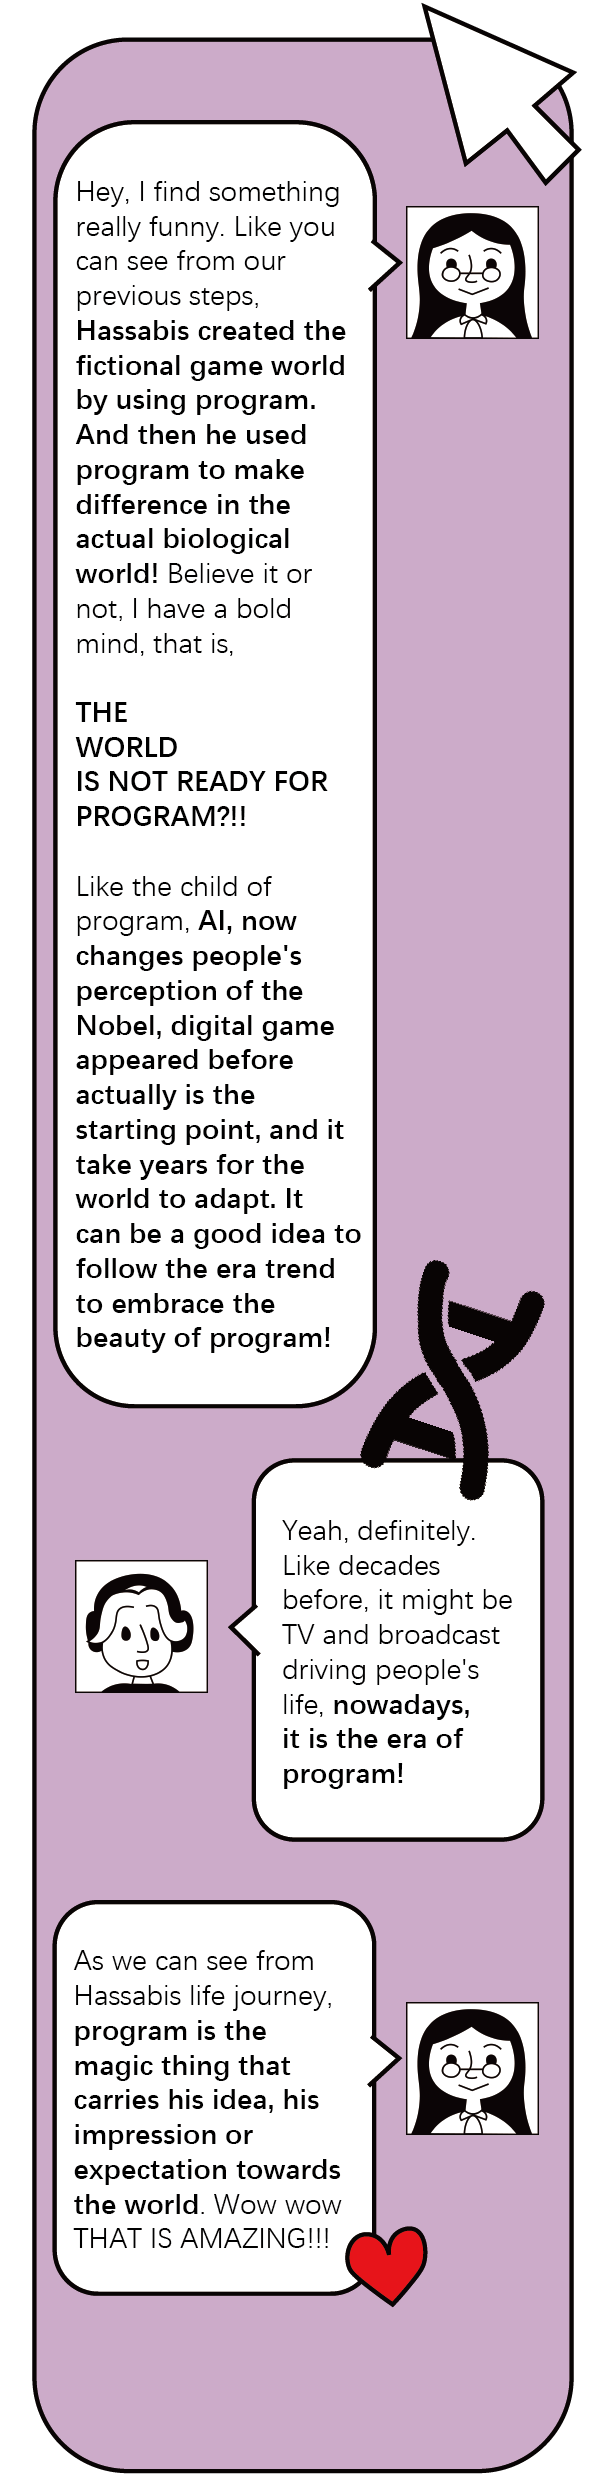 Hey, I find something
really funny. Like you
can see from our
previous steps,
Hassabis created the
fictional game world
by using program.
And then he used
program to make
difference in the
actual biological
world! Believe it or
not, I have a bold
mind, that is,
THE
WORLD
IS NOT READY FOR
PROGRAM?!!
Like the child of
program, AI, now
changes people's
perception of the
Nobel, digital game
appeared before
actually is the
starting point, and it
take years for the
world to adapt. It
can be a good idea to
follow the era trend
to embrace the
beauty of program!
Yeah, definitely.
Like decades
before, it might be
TV and broadcast
driving people's
life, nowadays,
it is the era of
program!
As we can see from
Hassabis life journey,
program is the
magic thing that
carries his idea, his
impression or
expectation towards
the world. Wow wow
THAT IS AMAZING!!!